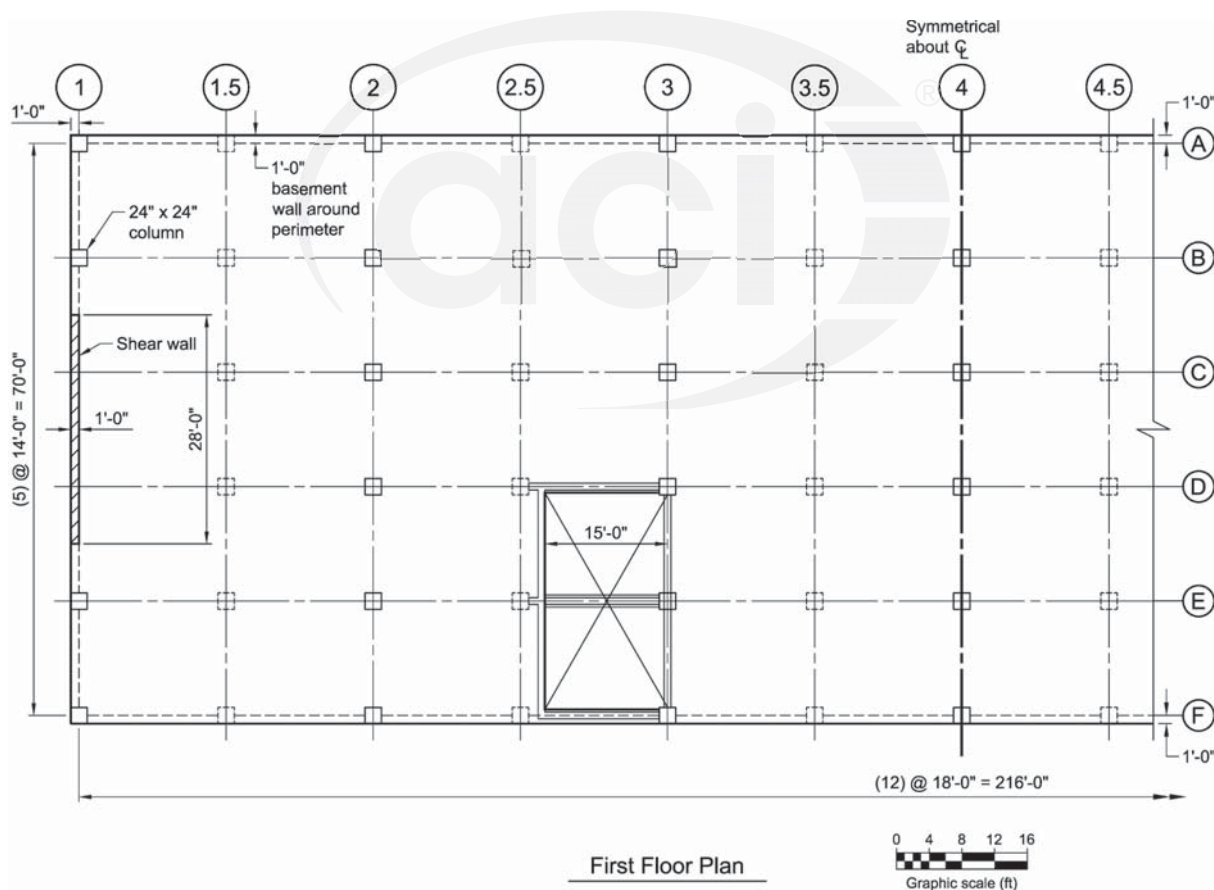 Symmetrical
about ℄
1 1.5 2 2.5 3 3.5 4 4.5
1'-0"
1'-0"
A
1'-0"
basement
wall around
perimeter
24" x 24"
column
B
Shear wall
C
(5) @ 14'-0" = 70'-0"
1'-0"
28'-0"
D
15'-0"
E
F
1'-0"
(12) @ 18'-0" = 216'-0"
First Floor Plan
0 4 8 12 16
Graphic scale (ft)
aci
®